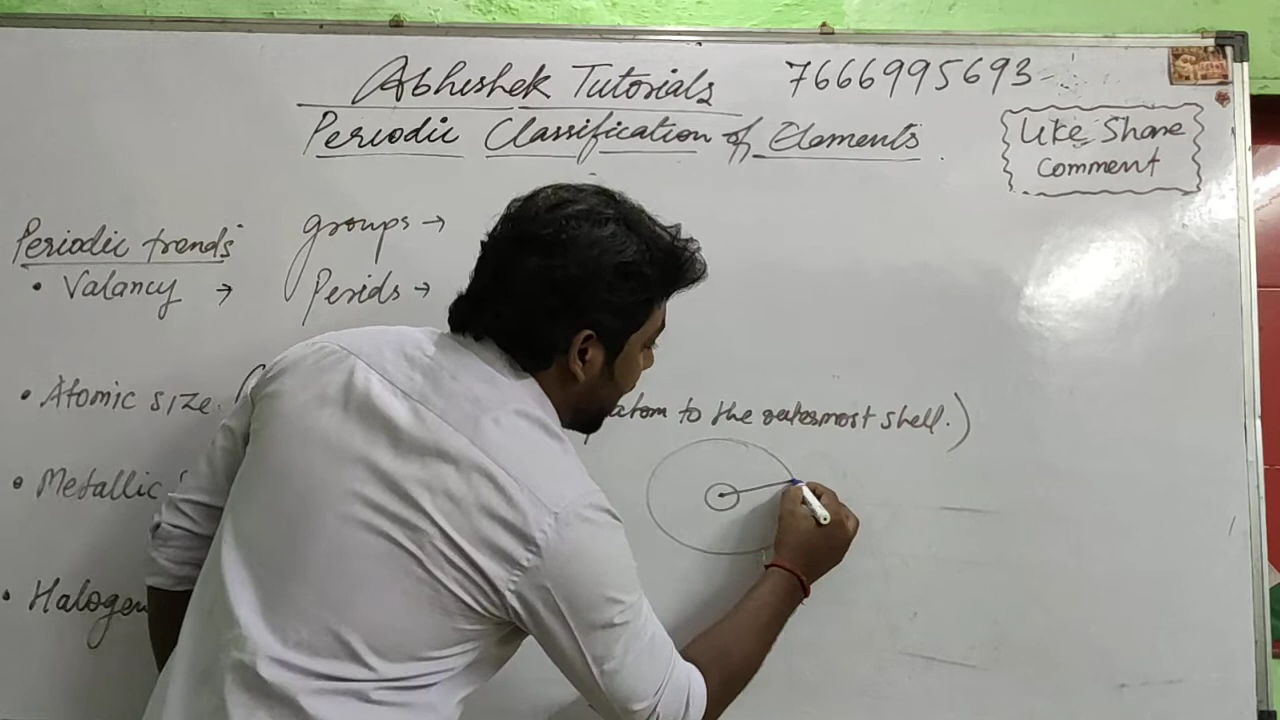 Abhishek Tutorials 7666995693
Periodic Classification of Elements.
Like Share
Comment
Periodic trends
groups →
• Valancy → Perids →
• Atomic size. ( atom to the outermost shell.)
• Metallic
• Halogen